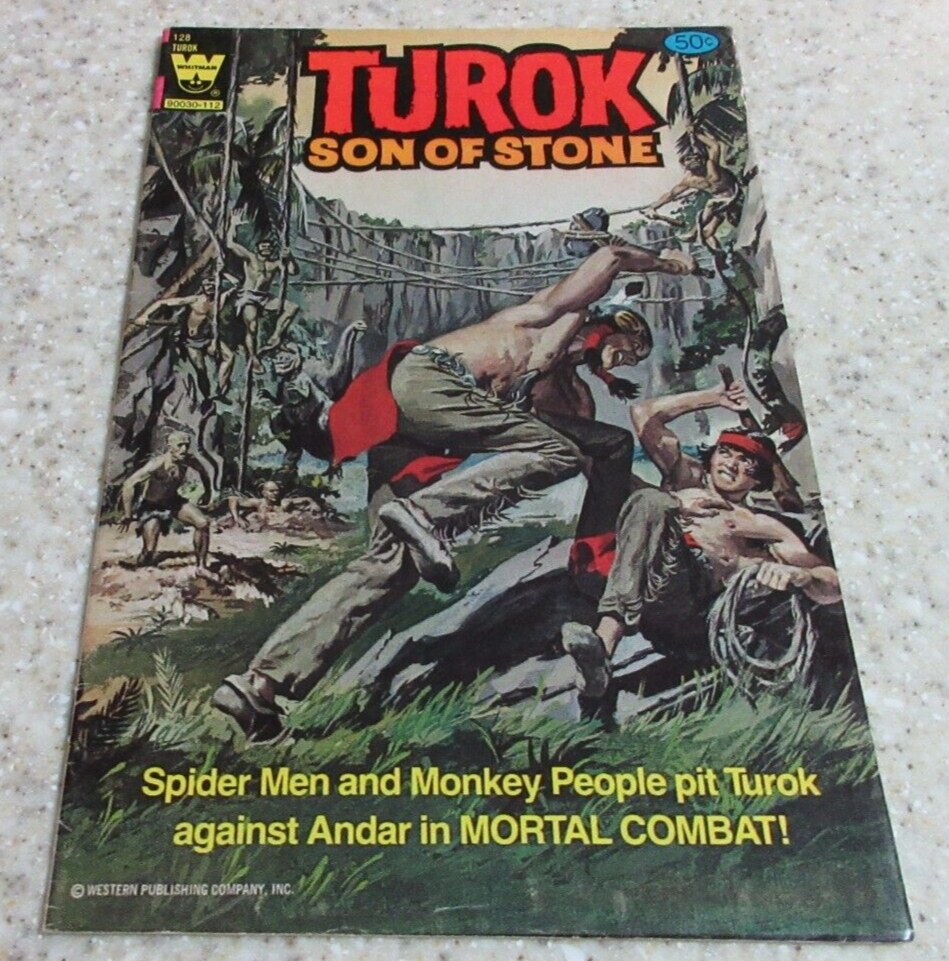 128
TUROK
WHITMAN
®
90030-112
50¢
TUROK
SON OF STONE
Spider Men and Monkey People pit Turok
against Andar in MORTAL COMBAT!
© WESTERN PUBLISHING COMPANY, INC.